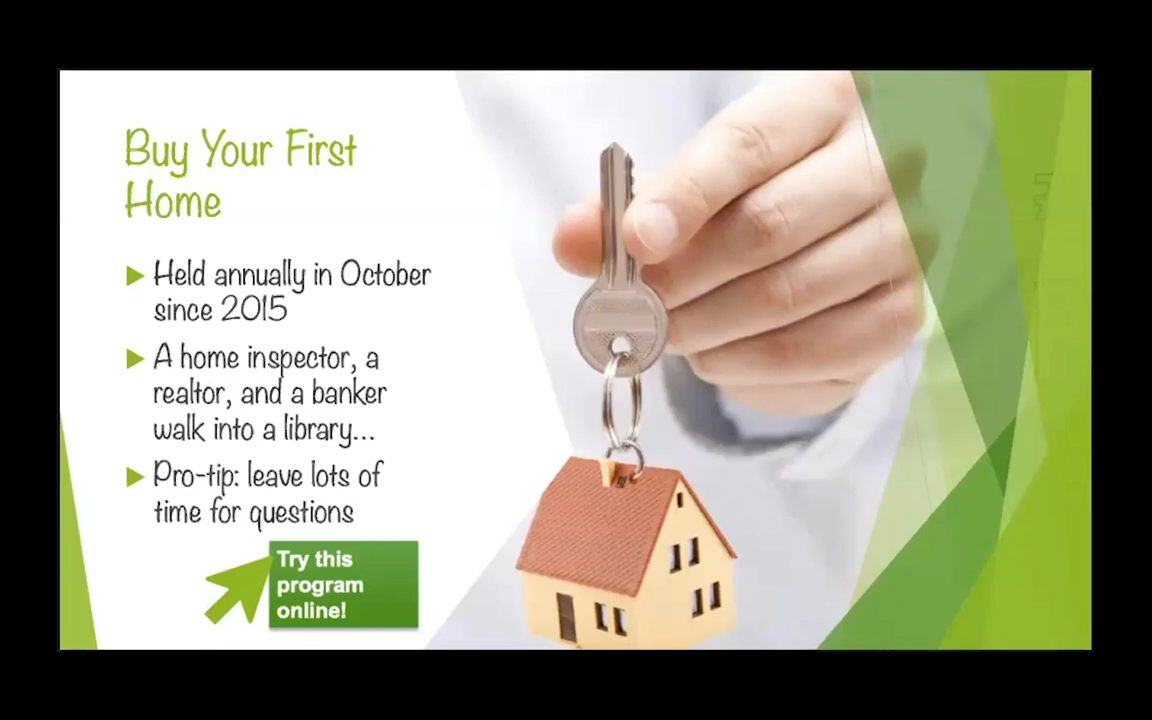 Buy Your First
Home
Held annually in October
since 2015
A home inspector, a
realtor, and a banker
walk into a library...
Pro-tip: leave lots of
time for questions
Try this
program
online!